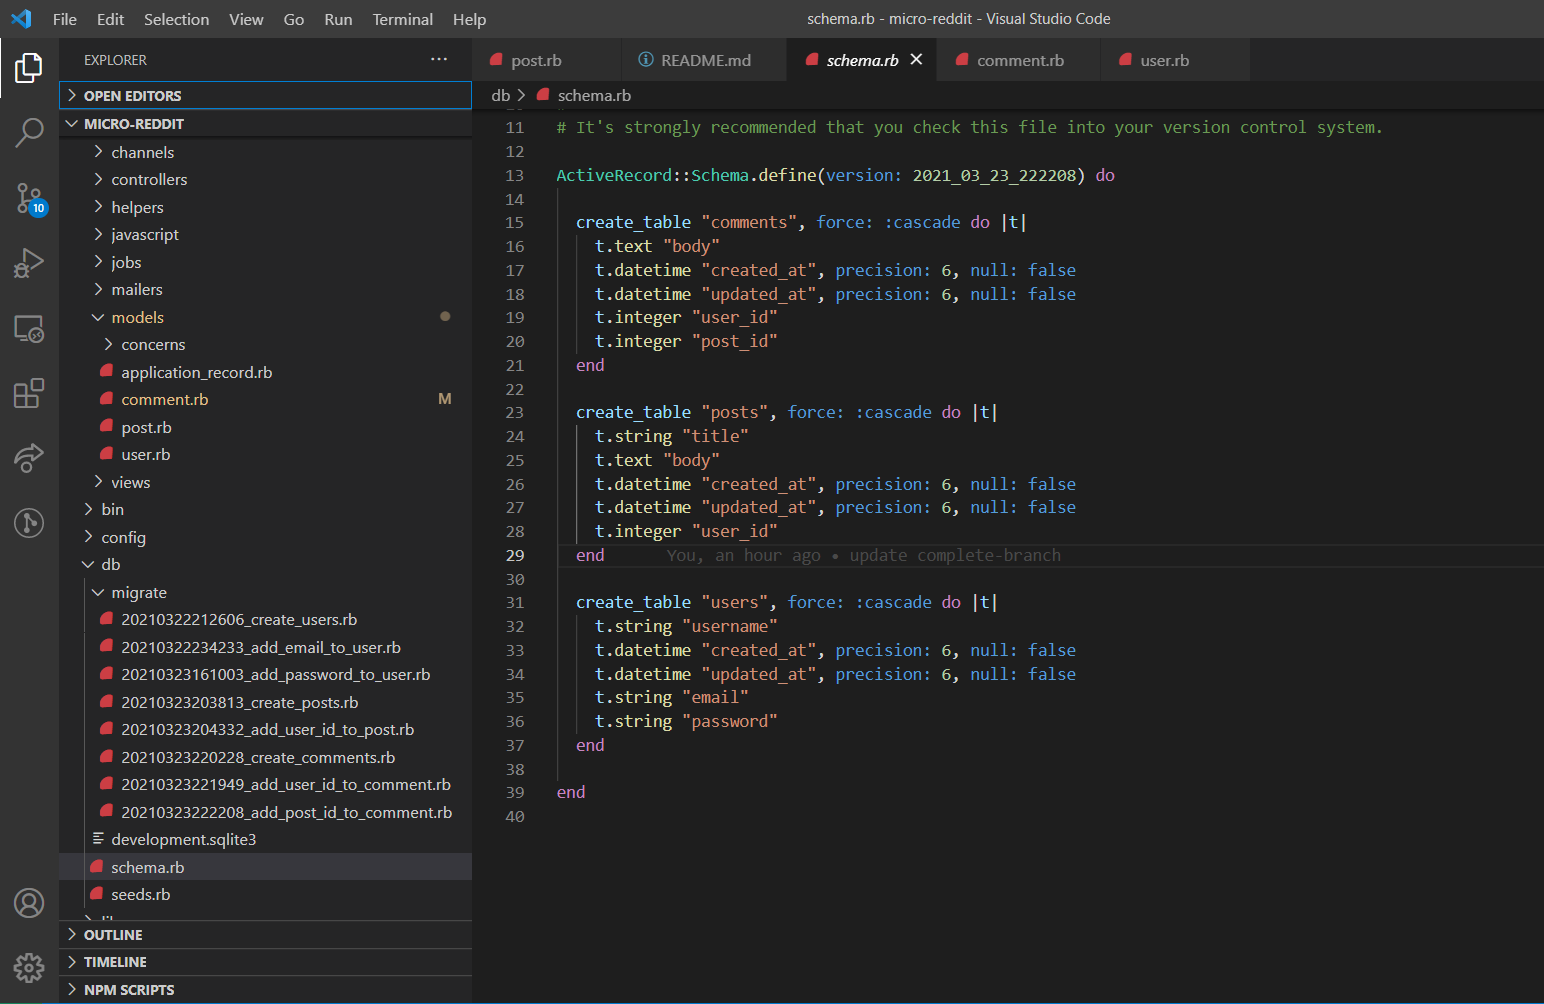 File Edit Selection View Go Run Terminal Help
schema.rb - micro-reddit - Visual Studio Code
EXPLORER
OPEN EDITORS
MICRO-REDDIT
channels
controllers
helpers
javascript
jobs
mailers
models
concerns
application_record.rb
comment.rb M
post.rb
user.rb
views
bin
config
db
migrate
20210322212606_create_users.rb
20210322234233_add_email_to_user.rb
20210323161003_add_password_to_user.rb
20210323203813_create_posts.rb
20210323204332_add_user_id_to_post.rb
20210323220228_create_comments.rb
20210323221949_add_user_id_to_comment.rb
20210323222208_add_post_id_to_comment.rb
development.sqlite3
schema.rb
seeds.rb
OUTLINE
TIMELINE
NPM SCRIPTS
10
post.rb README.md schema.rb comment.rb user.rb
db > schema.rb
11 # It's strongly recommended that you check this file into your version control system.
12
13 ActiveRecord::Schema.define(version: 2021_03_23_222208) do
14
15 create_table "comments", force: :cascade do |t|
16 t.text "body"
17 t.datetime "created_at", precision: 6, null: false
18 t.datetime "updated_at", precision: 6, null: false
19 t.integer "user_id"
20 t.integer "post_id"
21 end
22
23 create_table "posts", force: :cascade do |t|
24 t.string "title"
25 t.text "body"
26 t.datetime "created_at", precision: 6, null: false
27 t.datetime "updated_at", precision: 6, null: false
28 t.integer "user_id"
29 end You, an hour ago • update complete-branch
30
31 create_table "users", force: :cascade do |t|
32 t.string "username"
33 t.datetime "created_at", precision: 6, null: false
34 t.datetime "updated_at", precision: 6, null: false
35 t.string "email"
36 t.string "password"
37 end
38
39 end
40